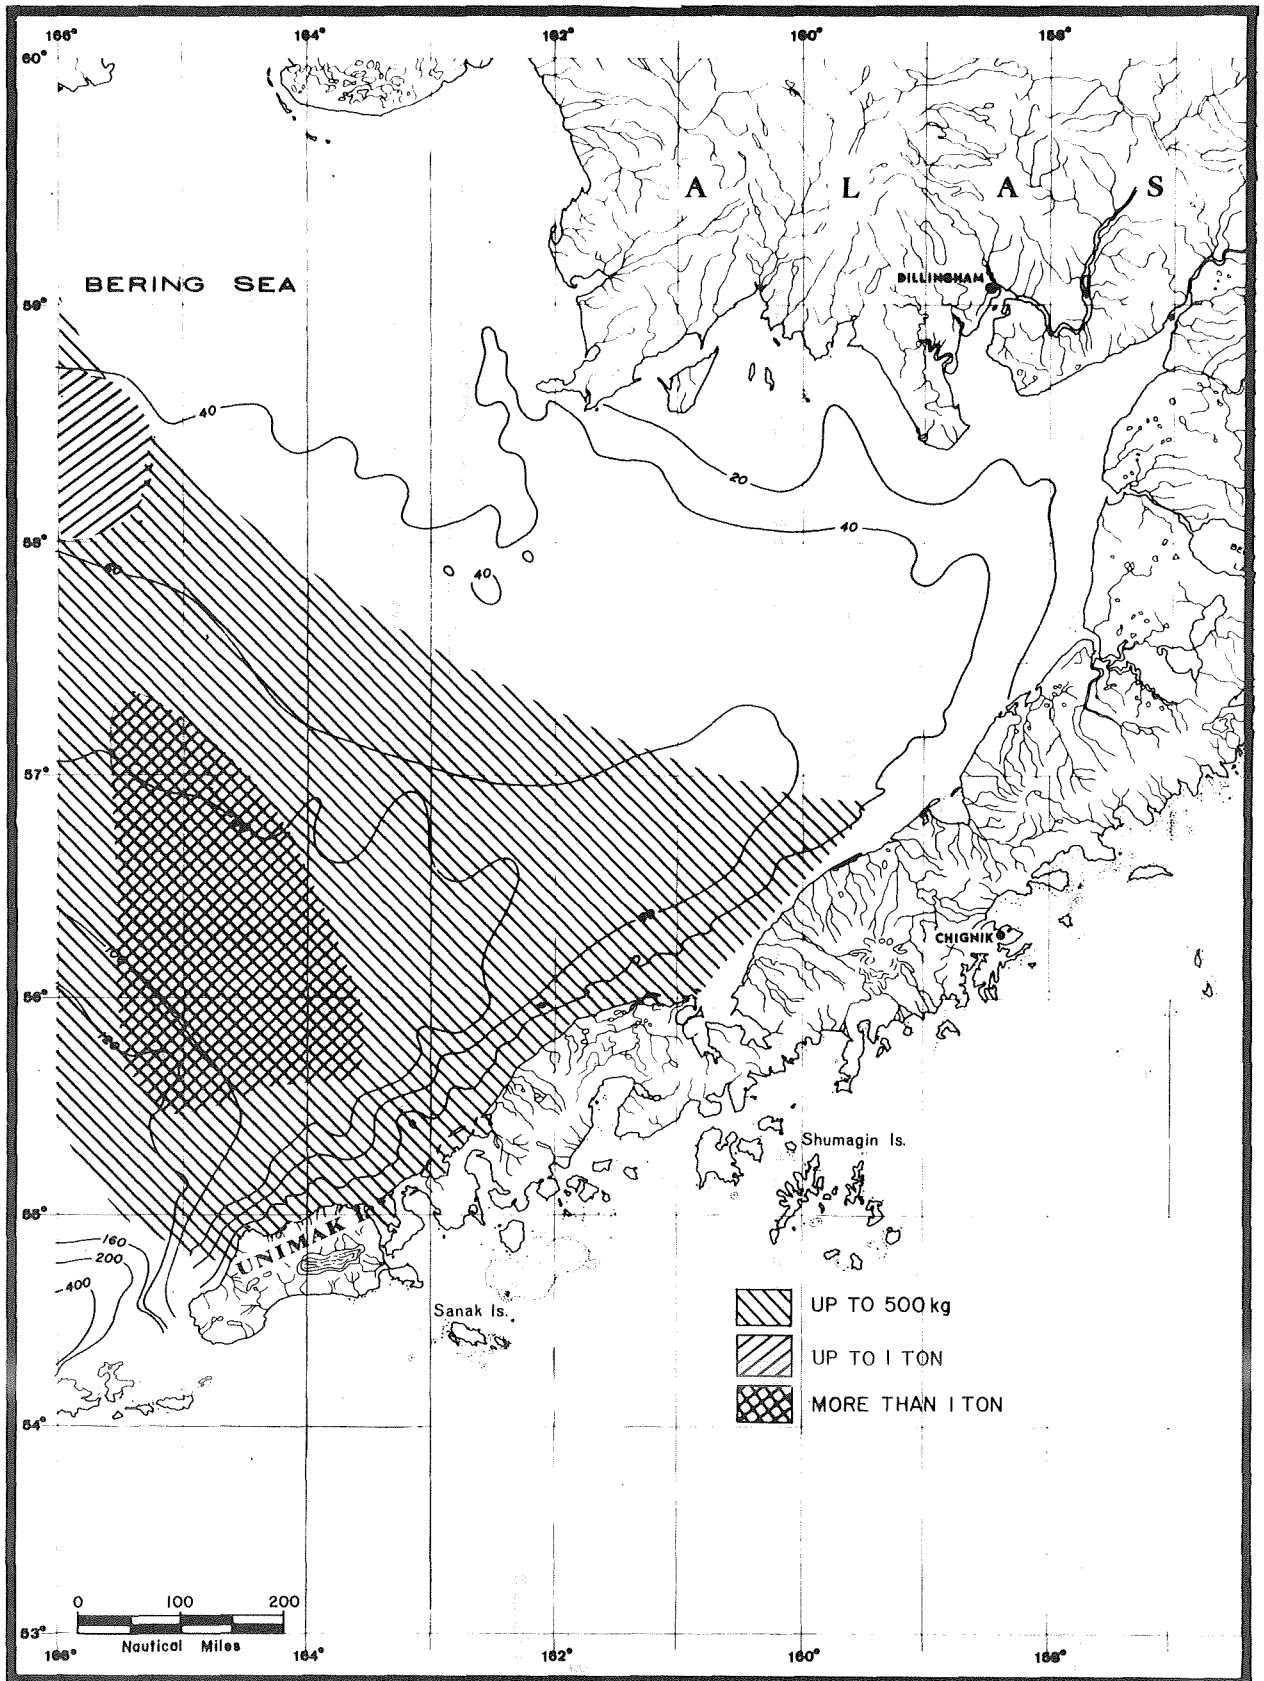 166° 164° 162° 160° 158°
60°
A L A S
BERING SEA
DILLINGHAM
59°
40
20
40
58°
40
60
57°
CHIGNIK
56°
Shumagin Is.
55°
UNIMAK I.
160
200
400
Sanak Is.
UP TO 500 kg
UP TO 1 TON
MORE THAN 1 TON
54°
0 100 200
Nautical Miles
53°
166° 164° 162° 160° 158°